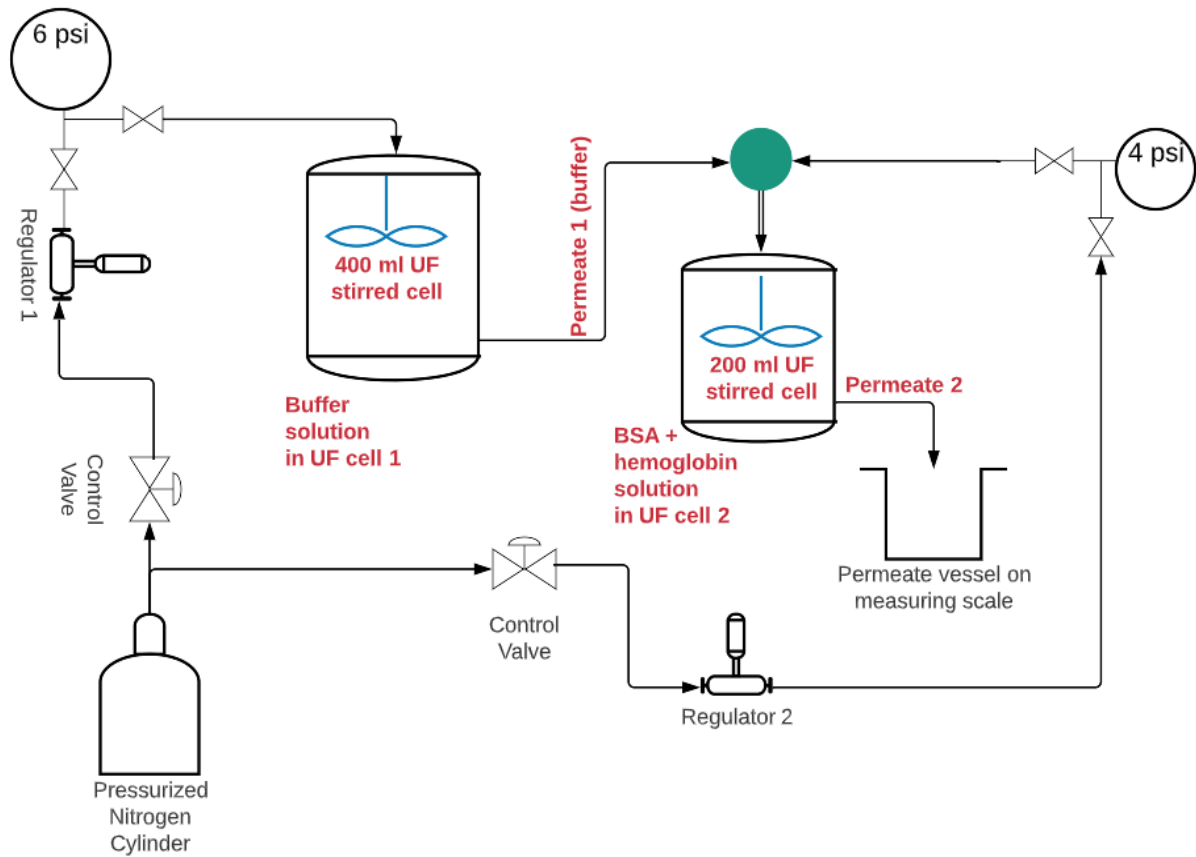 6 psi
4 psi
Permeate 1 (buffer)
Regulator 1
400 ml UF
stirred cell
200 ml UF
stirred cell
Permeate 2
Buffer
solution
in UF cell 1
BSA +
hemoglobin
solution
in UF cell 2
Control
Valve
Permeate vessel on
measuring scale
Control
Valve
Regulator 2
Pressurized
Nitrogen
Cylinder